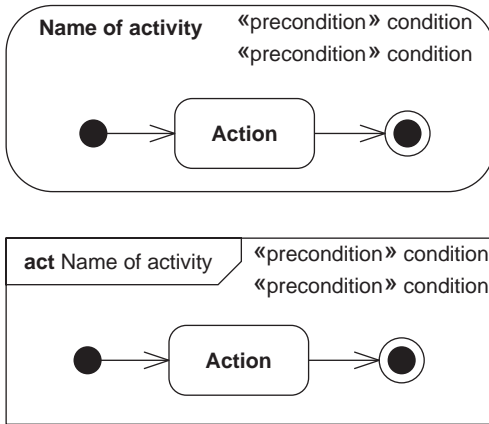 Name of activity «precondition» condition
«precondition» condition
Action
act Name of activity «precondition» condition
«precondition» condition
Action